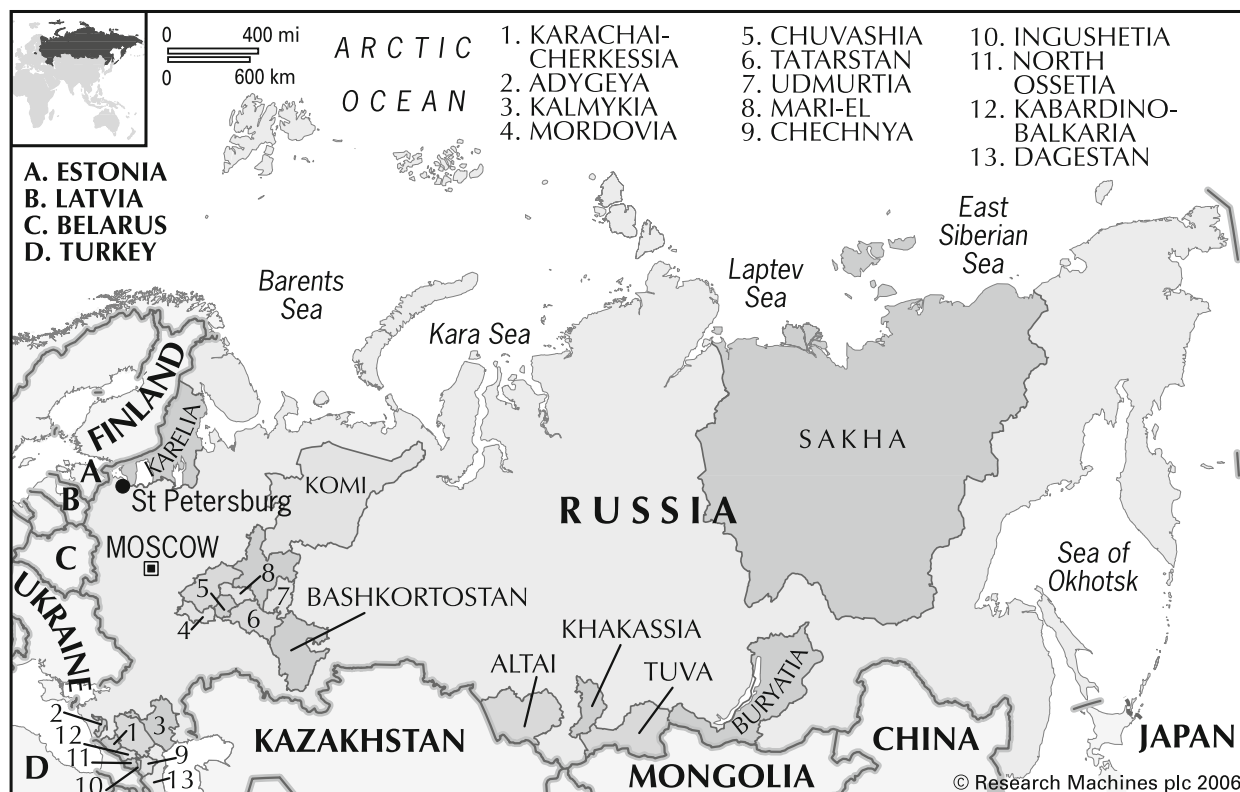 0 400 mi
0 600 km
ARCTIC
OCEAN
1. KARACHAI-
CHERKESSIA
2. ADYGEYA
3. KALMYKIA
4. MORDOVIA
5. CHUVASHIA
6. TATARSTAN
7. UDMURTIA
8. MARI-EL
9. CHECHNYA
10. INGUSHETIA
11. NORTH
OSSETIA
12. KABARDINO-
BALKARIA
13. DAGESTAN
A. ESTONIA
B. LATVIA
C. BELARUS
D. TURKEY
East
Siberian
Sea
Laptev
Sea
Barents
Sea
Kara Sea
FINLAND
KARELIA
SAKHA
A
B
St Petersburg
KOMI
RUSSIA
C
MOSCOW
Sea of
Okhotsk
UKRAINE
5
8
7
4
6
BASHKORTOSTAN
KHAKASSIA
ALTAI
TUVA
BURYATIA
2
12
11
10
1
3
9
13
D
KAZAKHSTAN
MONGOLIA
CHINA
JAPAN
© Research Machines plc 2006